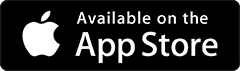 Available on the
App Store